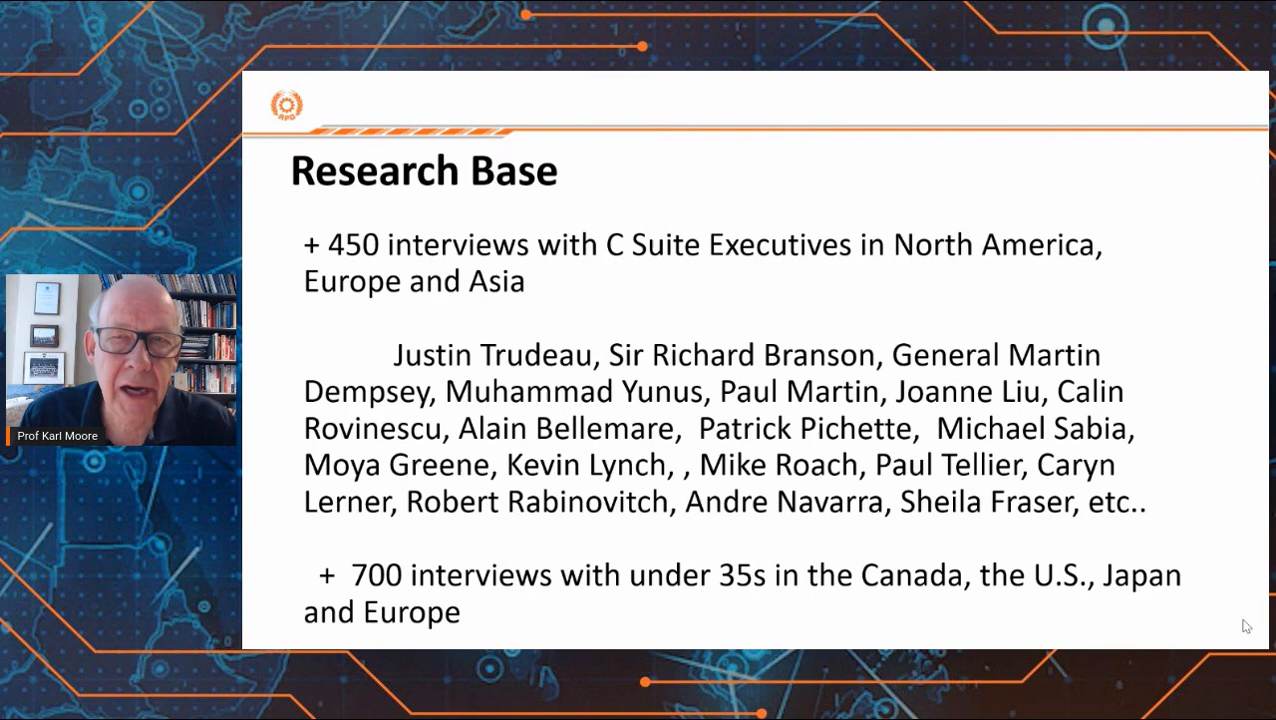 APO
Research Base
+ 450 interviews with C Suite Executives in North America,
Europe and Asia
Justin Trudeau, Sir Richard Branson, General Martin
Dempsey, Muhammad Yunus, Paul Martin, Joanne Liu, Calin
Rovinescu, Alain Bellemare,  Patrick Pichette,  Michael Sabia,
Moya Greene, Kevin Lynch, , Mike Roach, Paul Tellier, Caryn
Lerner, Robert Rabinovitch, Andre Navarra, Sheila Fraser, etc..
+  700 interviews with under 35s in the Canada, the U.S., Japan
and Europe
Prof Karl Moore